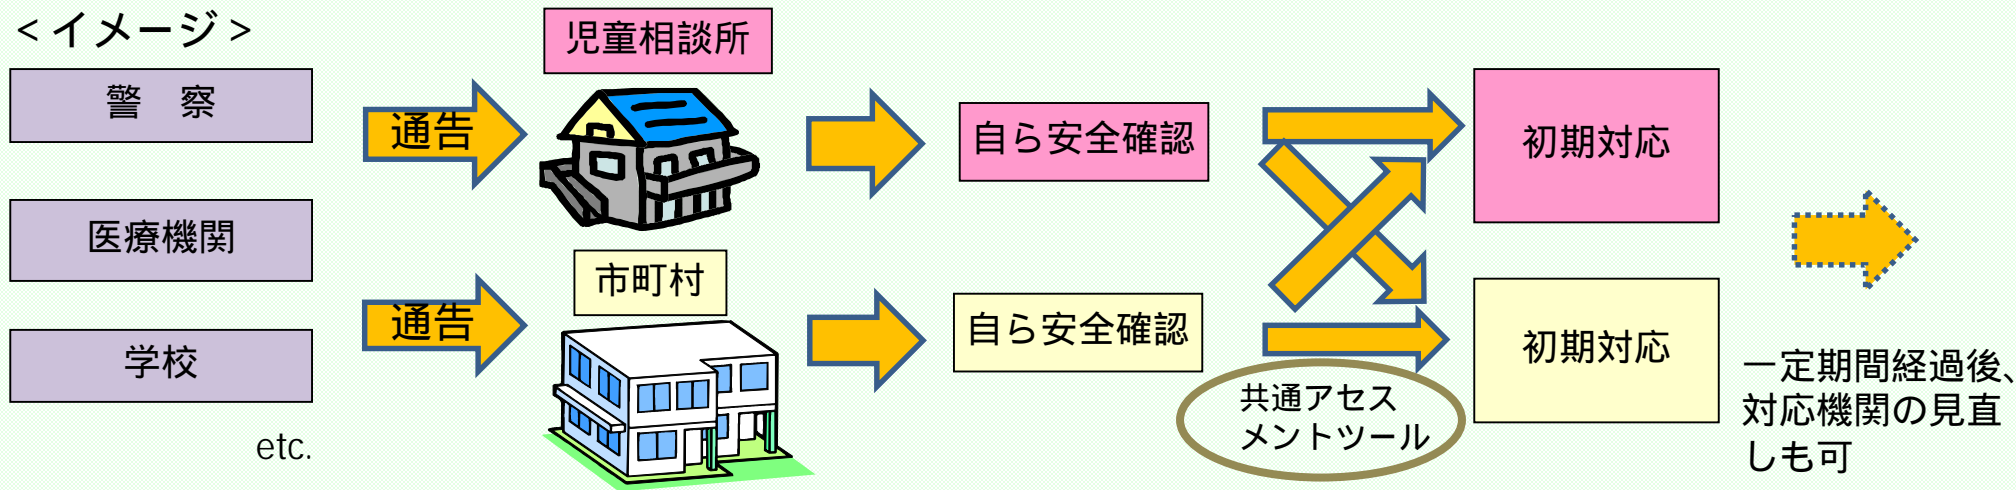 <イメージ>
警　察
医療機関
学校
etc.
通告
通告
児童相談所
市町村
自ら安全確認
自ら安全確認
共通アセス
メントツール
初期対応
初期対応
一定期間経過後、
対応機関の見直
しも可